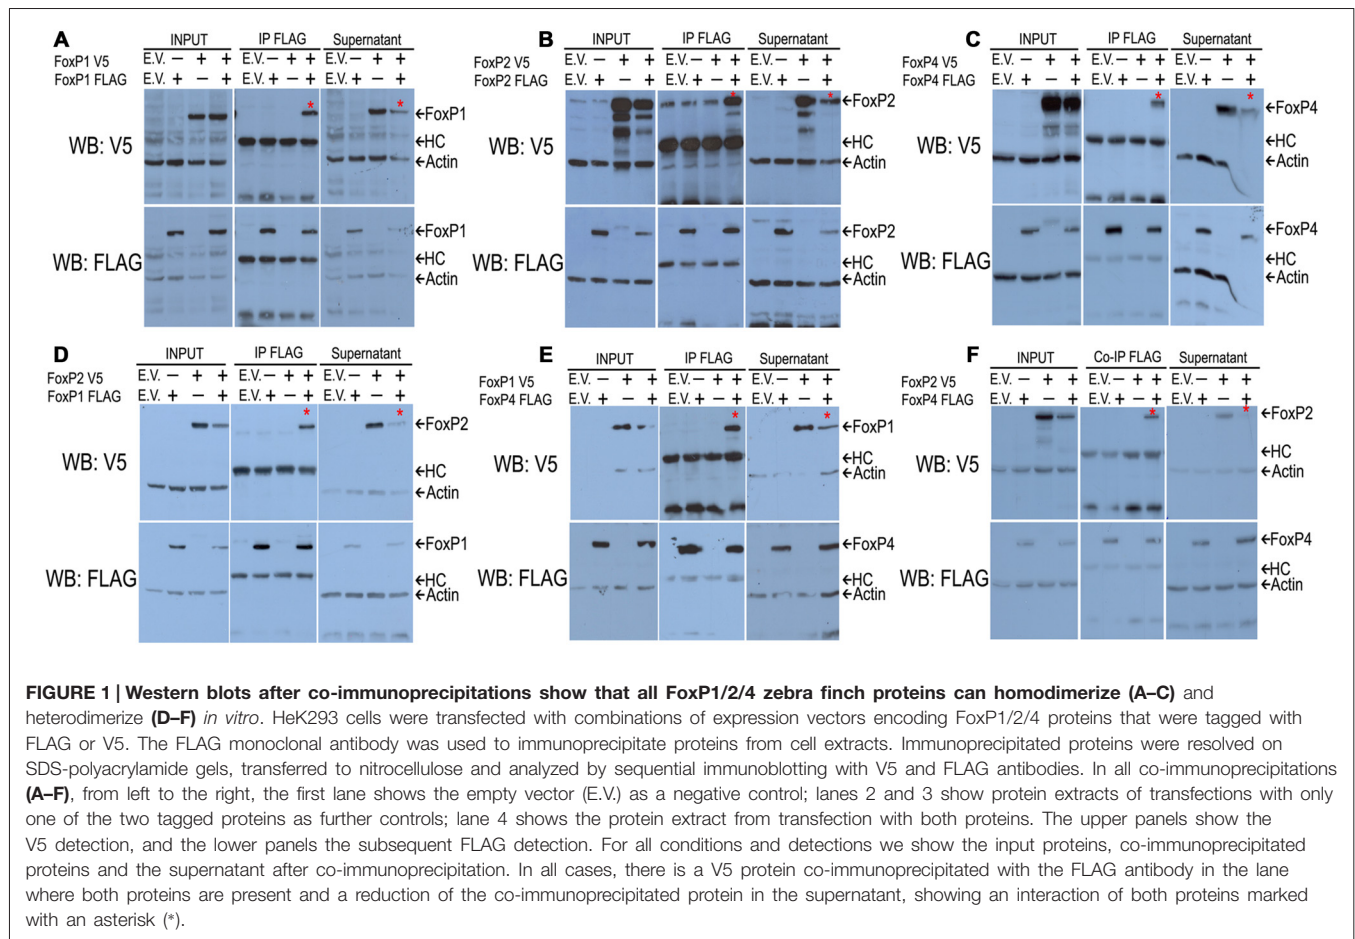 A
INPUT IP FLAG Supernatant
FoxP1 V5 E.V. – + + E.V. – + + E.V. – + +
FoxP1 FLAG E.V. + – + E.V. + – + E.V. + – +
*
*
WB: V5
←FoxP1
←HC
←Actin
WB: FLAG
←FoxP1
←HC
←Actin
B
INPUT IP FLAG Supernatant
FoxP2 V5 E.V. – + + E.V. – + + E.V. – + +
FoxP2 FLAG E.V. + – + E.V. + – + E.V. + – +
*
*
WB: V5
←FoxP2
←HC
←Actin
WB: FLAG
←FoxP2
←HC
←Actin
C
INPUT IP FLAG Supernatant
FoxP4 V5 E.V. – + + E.V. – + + E.V. – + +
FoxP4 FLAG E.V. + – + E.V. + – + E.V. + – +
*
*
WB: V5
←FoxP4
←HC
←Actin
WB: FLAG
←FoxP4
←HC
←Actin
D
INPUT IP FLAG Supernatant
FoxP2 V5 E.V. – + + E.V. – + + E.V. – + +
FoxP1 FLAG E.V. + – + E.V. + – + E.V. + – +
*
*
WB: V5
←FoxP2
←HC
←Actin
WB: FLAG
←FoxP1
←HC
←Actin
E
INPUT IP FLAG Supernatant
FoxP1 V5 E.V. – + + E.V. – + + E.V. – + +
FoxP4 FLAG E.V. + – + E.V. + – + E.V. + – +
*
*
WB: V5
←FoxP1
←HC
←Actin
WB: FLAG
←FoxP4
←HC
←Actin
F
INPUT Co-IP FLAG Supernatant
FoxP2 V5 E.V. – + + E.V. – + + E.V. – + +
FoxP4 FLAG E.V. + – + E.V. + – + E.V. + – +
*
*
WB: V5
←FoxP2
←HC
←Actin
WB: FLAG
←FoxP4
←HC
←Actin
FIGURE 1 | Western blots after co-immunoprecipitations show that all FoxP1/2/4 zebra finch proteins can homodimerize (A–C) and
heterodimerize (D–F) in vitro. HeK293 cells were transfected with combinations of expression vectors encoding FoxP1/2/4 proteins that were tagged with
FLAG or V5. The FLAG monoclonal antibody was used to immunoprecipitate proteins from cell extracts. Immunoprecipitated proteins were resolved on
SDS-polyacrylamide gels, transferred to nitrocellulose and analyzed by sequential immunoblotting with V5 and FLAG antibodies. In all co-immunoprecipitations
(A–F), from left to the right, the first lane shows the empty vector (E.V.) as a negative control; lanes 2 and 3 show protein extracts of transfections with only
one of the two tagged proteins as further controls; lane 4 shows the protein extract from transfection with both proteins. The upper panels show the
V5 detection, and the lower panels the subsequent FLAG detection. For all conditions and detections we show the input proteins, co-immunoprecipitated
proteins and the supernatant after co-immunoprecipitation. In all cases, there is a V5 protein co-immunoprecipitated with the FLAG antibody in the lane
where both proteins are present and a reduction of the co-immunoprecipitated protein in the supernatant, showing an interaction of both proteins marked
with an asterisk (*).